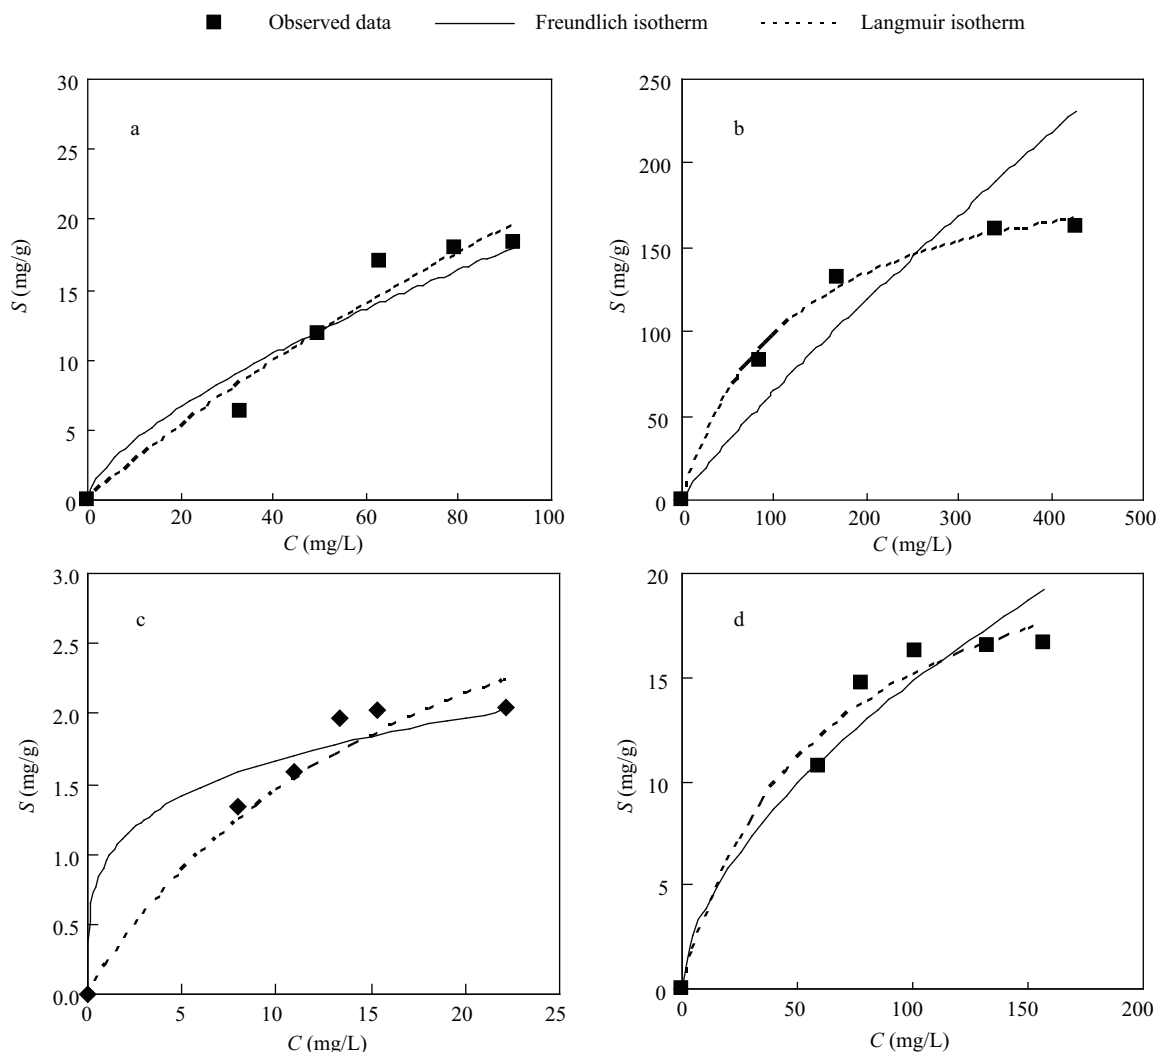 Observed data Freundlich isotherm Langmuir isotherm
a
30
25
20
15
10
5
0
S (mg/g)
0 20 40 60 80 100
C (mg/L)
b
250
200
150
100
50
0
S (mg/g)
0 100 200 300 400 500
C (mg/L)
c
3.0
2.5
2.0
1.5
1.0
0.5
0.0
S (mg/g)
0 5 10 15 20 25
C (mg/L)
d
20
15
10
5
0
S (mg/g)
0 50 100 150 200
C (mg/L)